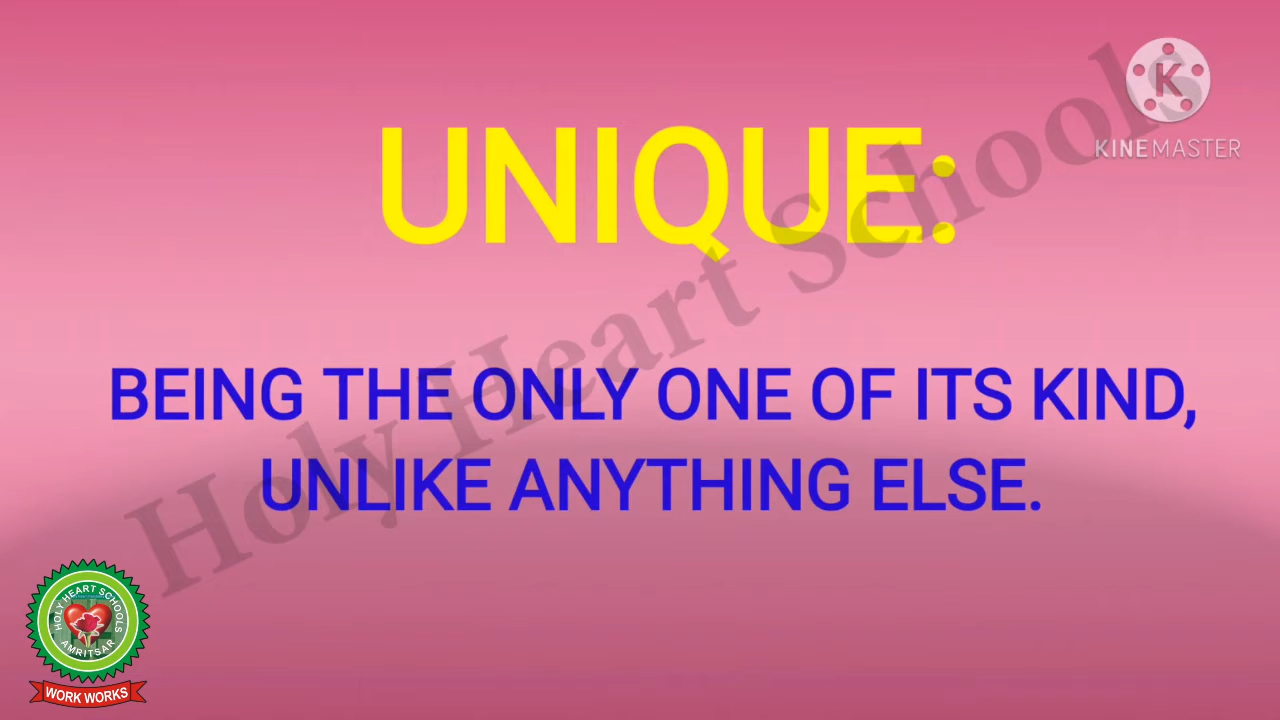 UNIQUE:
BEING THE ONLY ONE OF ITS KIND,
UNLIKE ANYTHING ELSE.
Holy Heart Schools
K
KINEMASTER
HOLY HEART SCHOOLS
AMRITSAR
WORK WORKS